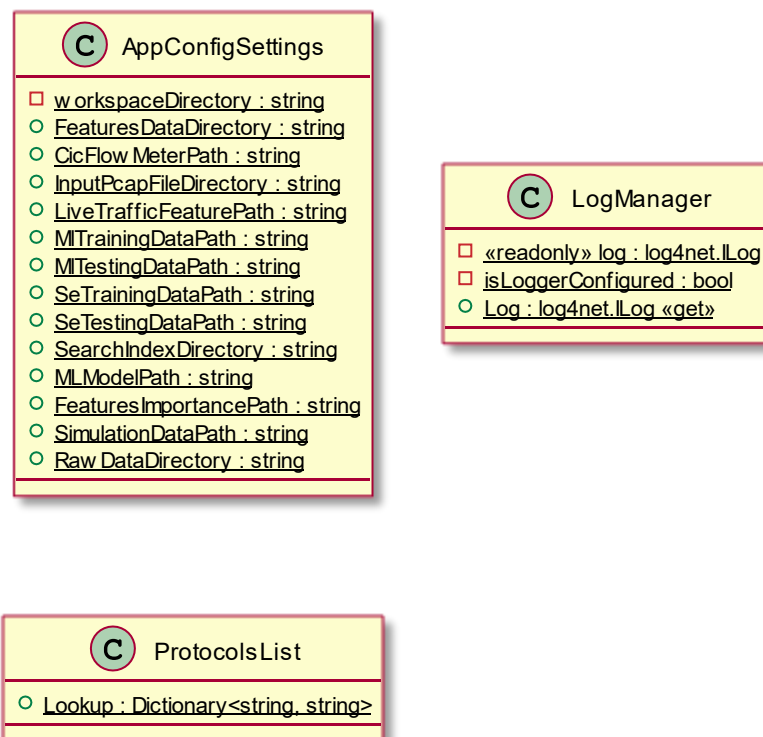 C AppConfigSettings
workspaceDirectory : string
FeaturesDataDirectory : string
CicFlowMeterPath : string
InputPcapFileDirectory : string
LiveTrafficFeaturePath : string
MlTrainingDataPath : string
MlTestingDataPath : string
SeTrainingDataPath : string
SeTestingDataPath : string
SearchIndexDirectory : string
MLModelPath : string
FeaturesImportancePath : string
SimulationDataPath : string
RawDataDirectory : string
C LogManager
«readonly» log : log4net.ILog
isLoggerConfigured : bool
Log : log4net.ILog «get»
C ProtocolsList
Lookup : Dictionary<string, string>